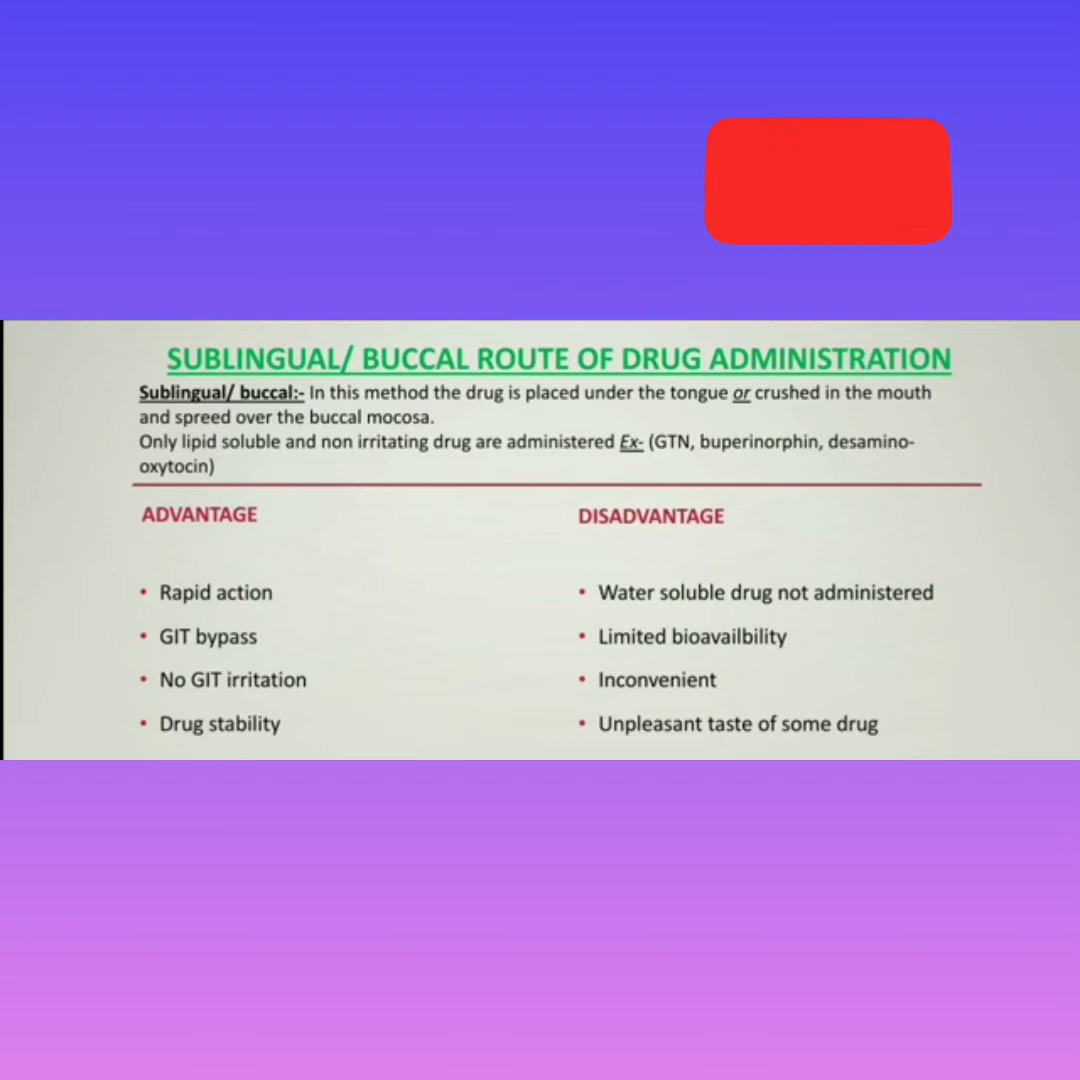 SUBLINGUAL/ BUCCAL ROUTE OF DRUG ADMINISTRATION
Sublingual/ buccal:- In this method the drug is placed under the tongue or crushed in the mouth
and spreed over the buccal mocosa.
Only lipid soluble and non irritating drug are administered Ex- (GTN, buperinorphin, desamino-
oxytocin)
ADVANTAGE
• Rapid action
• GIT bypass
• No GIT irritation
• Drug stability
DISADVANTAGE
• Water soluble drug not administered
• Limited bioavailbility
• Inconvenient
• Unpleasant taste of some drug